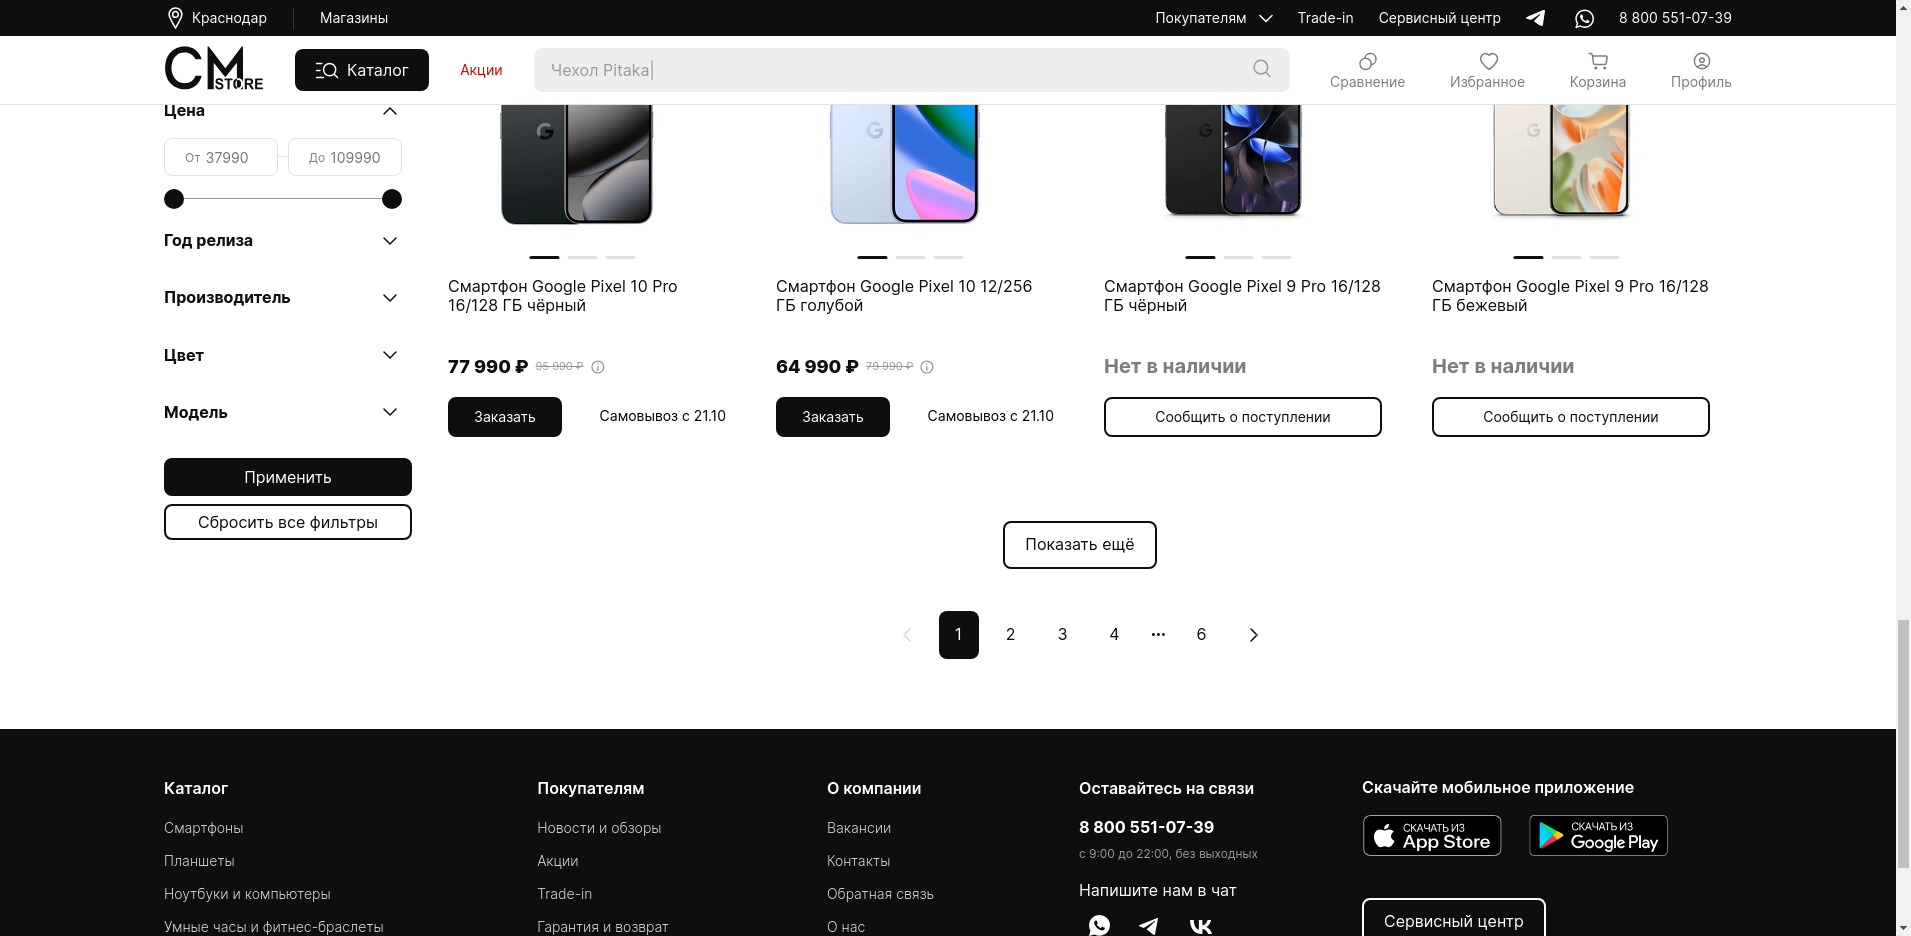 Краснодар
Магазины
Покупателям
Trade-in
Сервисный центр
8 800 551-07-39
CM STORE
Каталог
Акции
Чехол Pitaka|
Сравнение
Избранное
Корзина
Профиль
Цена
От 37990
До 109990
Год релиза
Производитель
Цвет
Модель
Применить
Сбросить все фильтры
Смартфон Google Pixel 10 Pro
16/128 ГБ чёрный
77 990 ₽ 95 990 ₽
Заказать
Самовывоз с 21.10
Смартфон Google Pixel 10 12/256
ГБ голубой
64 990 ₽ 79 990 ₽
Заказать
Самовывоз с 21.10
Смартфон Google Pixel 9 Pro 16/128
ГБ чёрный
Нет в наличии
Сообщить о поступлении
Смартфон Google Pixel 9 Pro 16/128
ГБ бежевый
Нет в наличии
Сообщить о поступлении
Показать ещё
1 2 3 4 ••• 6
Каталог
Смартфоны
Планшеты
Ноутбуки и компьютеры
Умные часы и фитнес-браслеты
Покупателям
Новости и обзоры
Акции
Trade-in
Гарантия и возврат
О компании
Вакансии
Контакты
Обратная связь
О нас
Оставайтесь на связи
8 800 551-07-39
с 9:00 до 22:00, без выходных
Напишите нам в чат
Скачайте мобильное приложение
СКАЧАТЬ ИЗ
App Store
СКАЧАТЬ ИЗ
Google Play
Сервисный центр